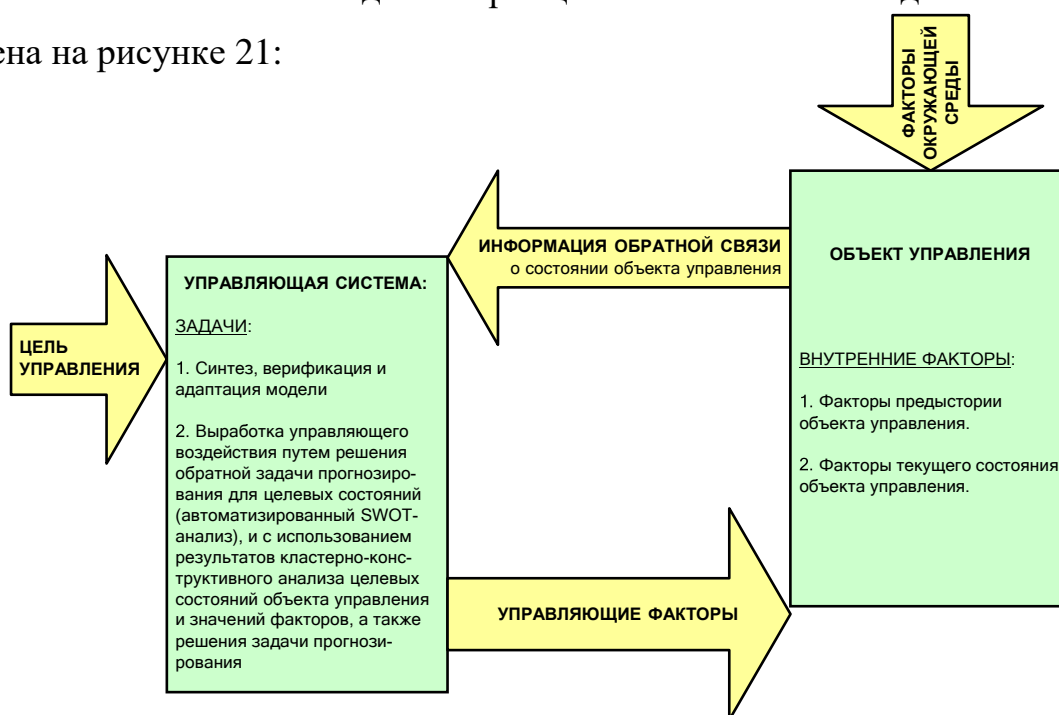 ена на рисунке 21:
ФАКТОРЫ
ОКРУЖАЮЩЕЙ
СРЕДЫ
ИНФОРМАЦИЯ ОБРАТНОЙ СВЯЗИ
о состоянии объекта управления
ОБЪЕКТ УПРАВЛЕНИЯ
ВНУТРЕННИЕ ФАКТОРЫ:
1. Факторы предыстории
объекта управления.
2. Факторы текущего состояния
объекта управления.
ЦЕЛЬ
УПРАВЛЕНИЯ
УПРАВЛЯЮЩАЯ СИСТЕМА:
ЗАДАЧИ:
1. Синтез, верификация и
адаптация модели
2. Выработка управляющего
воздействия путем решения
обратной задачи прогнозиро-
вания для целевых состояний
(автоматизированный SWOT-
анализ), и с использованием
результатов кластерно-конс-
труктивного анализа целевых
состояний объекта управления
и значений факторов, а также
решения задачи прогнози-
рования
УПРАВЛЯЮЩИЕ ФАКТОРЫ